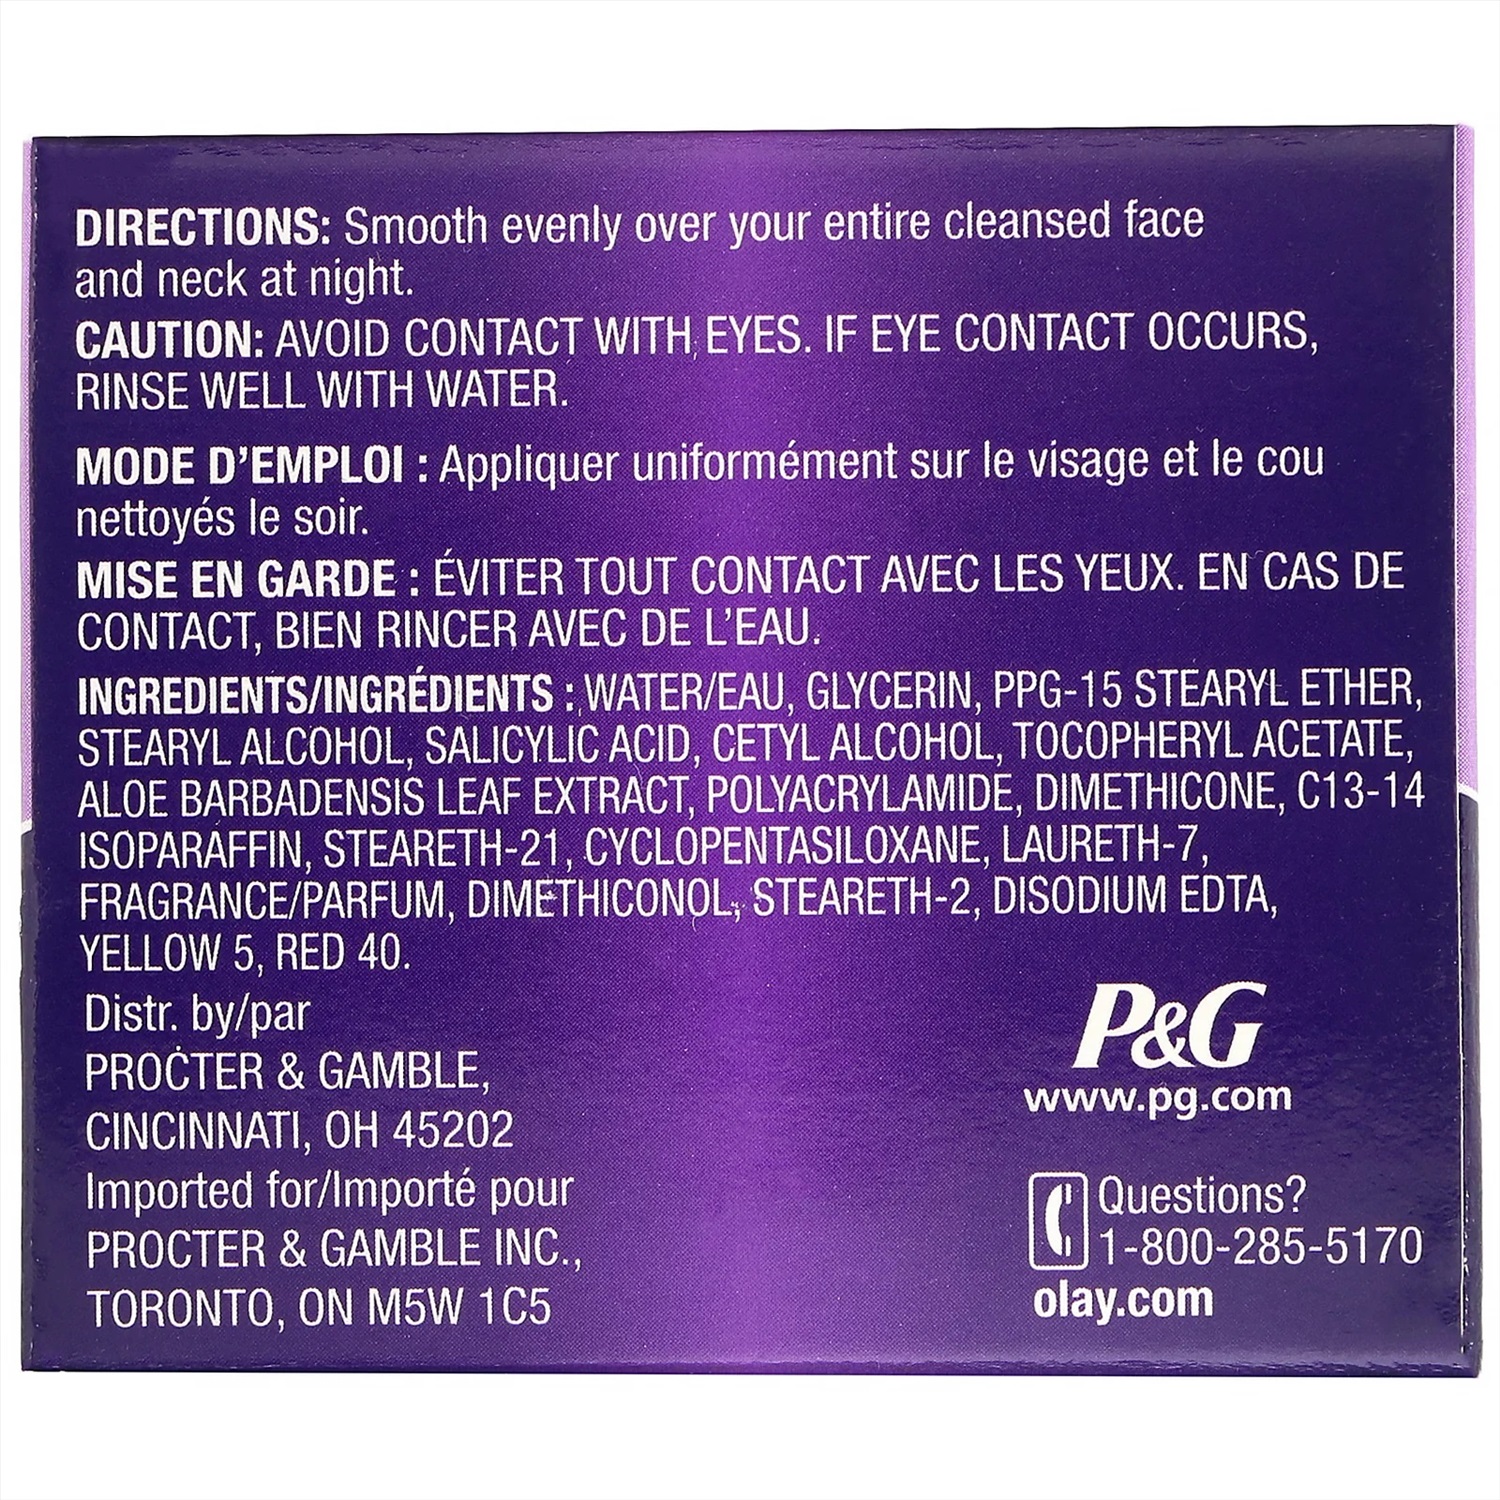 DIRECTIONS: Smooth evenly over your entire cleansed face
and neck at night.
CAUTION: AVOID CONTACT WITH EYES. IF EYE CONTACT OCCURS,
RINSE WELL WITH WATER.
MODE D'EMPLOI : Appliquer uniformément sur le visage et le cou
nettoyés le soir.
MISE EN GARDE : ÉVITER TOUT CONTACT AVEC LES YEUX. EN CAS DE
CONTACT, BIEN RINCER AVEC DE L'EAU.
INGREDIENTS/INGRÉDIENTS : WATER/EAU, GLYCERIN, PPG-15 STEARYL ETHER,
STEARYL ALCOHOL, SALICYLIC ACID, CETYL ALCOHOL, TOCOPHERYL ACETATE,
ALOE BARBADENSIS LEAF EXTRACT, POLYACRYLAMIDE, DIMETHICONE, C13-14
ISOPARAFFIN, STEARETH-21, CYCLOPENTASILOXANE, LAURETH-7,
FRAGRANCE/PARFUM, DIMETHICONOL, STEARETH-2, DISODIUM EDTA,
YELLOW 5, RED 40.
Distr. by/par
PROCTER & GAMBLE,
CINCINNATI, OH 45202
Imported for/Importé pour
PROCTER & GAMBLE INC.,
TORONTO, ON M5W 1C5
P&G
www.pg.com
Questions?
1-800-285-5170
olay.com